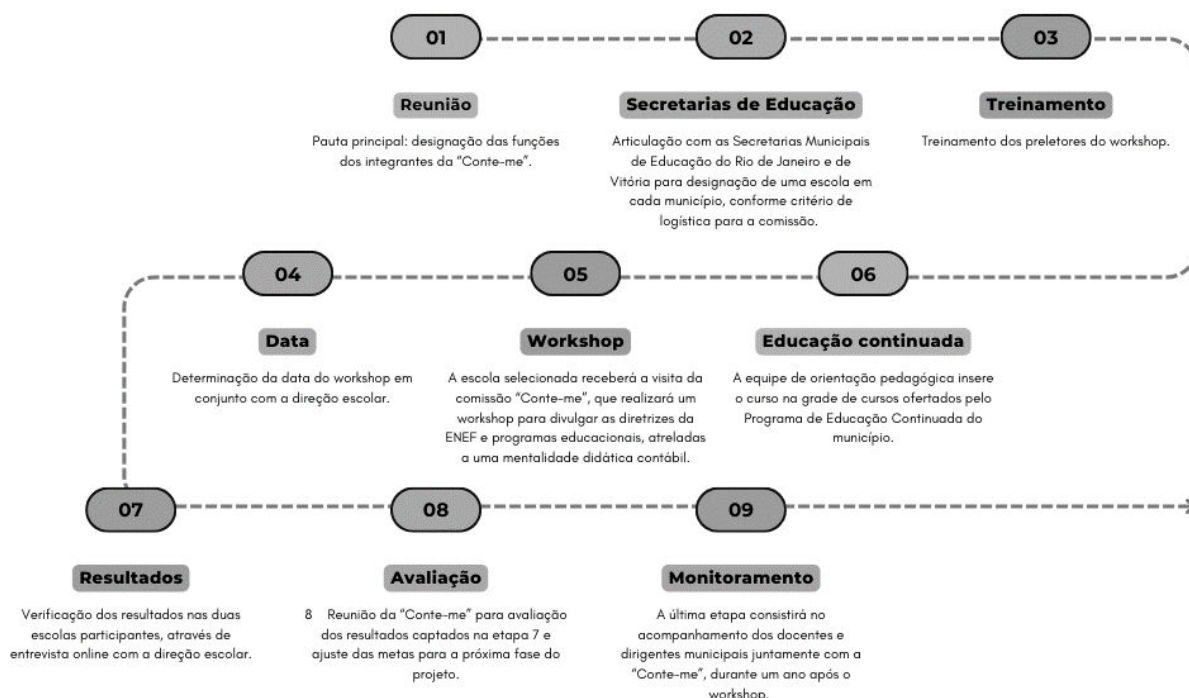 01
02
03
Reunião
Pauta principal: designação das funções
dos integrantes da “Conte-me”.
Secretarias de Educação
Articulação com as Secretarias Municipais
de Educação do Rio de Janeiro e de
Vitória para designação de uma escola em
cada município, conforme critério de
logística para a comissão.
Treinamento
Treinamento dos preletores do workshop.
04
05
06
Data
Determinação da data do workshop em
conjunto com a direção escolar.
Workshop
A escola selecionada receberá a visita da
comissão “Conte-me”, que realizará um
workshop para divulgar as diretrizes da
ENEF e programas educacionais, atreladas
a uma mentalidade didática contábil.
Educação continuada
A equipe de orientação pedagógica insere
o curso na grade de cursos ofertados pelo
Programa de Educação Continuada do
município.
07
08
09
Resultados
Verificação dos resultados nas duas
escolas participantes, através de
entrevista online com a direção escolar.
Avaliação
8 Reunião da “Conte-me” para avaliação
dos resultados captados na etapa 7 e
ajuste das metas para a próxima fase do
projeto.
Monitoramento
A última etapa consistirá no
acompanhamento dos docentes e
dirigentes municipais juntamente com a
“Conte-me”, durante um ano após o
workshop.